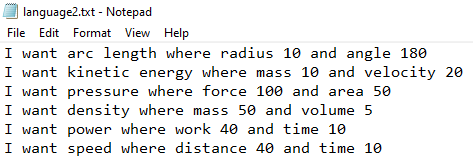 language2.txt - Notepad
File Edit Format View Help
I want arc length where radius 10 and angle 180
I want kinetic energy where mass 10 and velocity 20
I want pressure where force 100 and area 50
I want density where mass 50 and volume 5
I want power where work 40 and time 10
I want speed where distance 40 and time 10